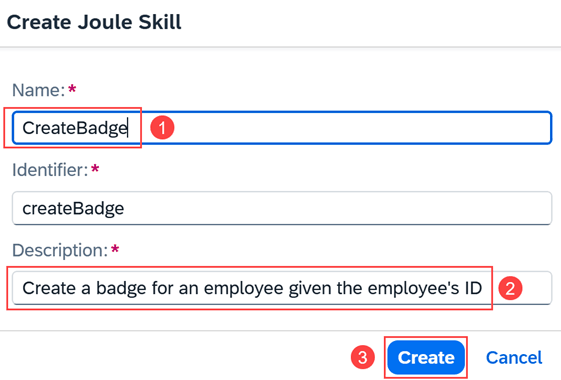 Create Joule Skill
Name:*
CreateBadge 1
Identifier:*
createBadge
Description:*
Create a badge for an employee given the employee's ID 2
3 Create Cancel